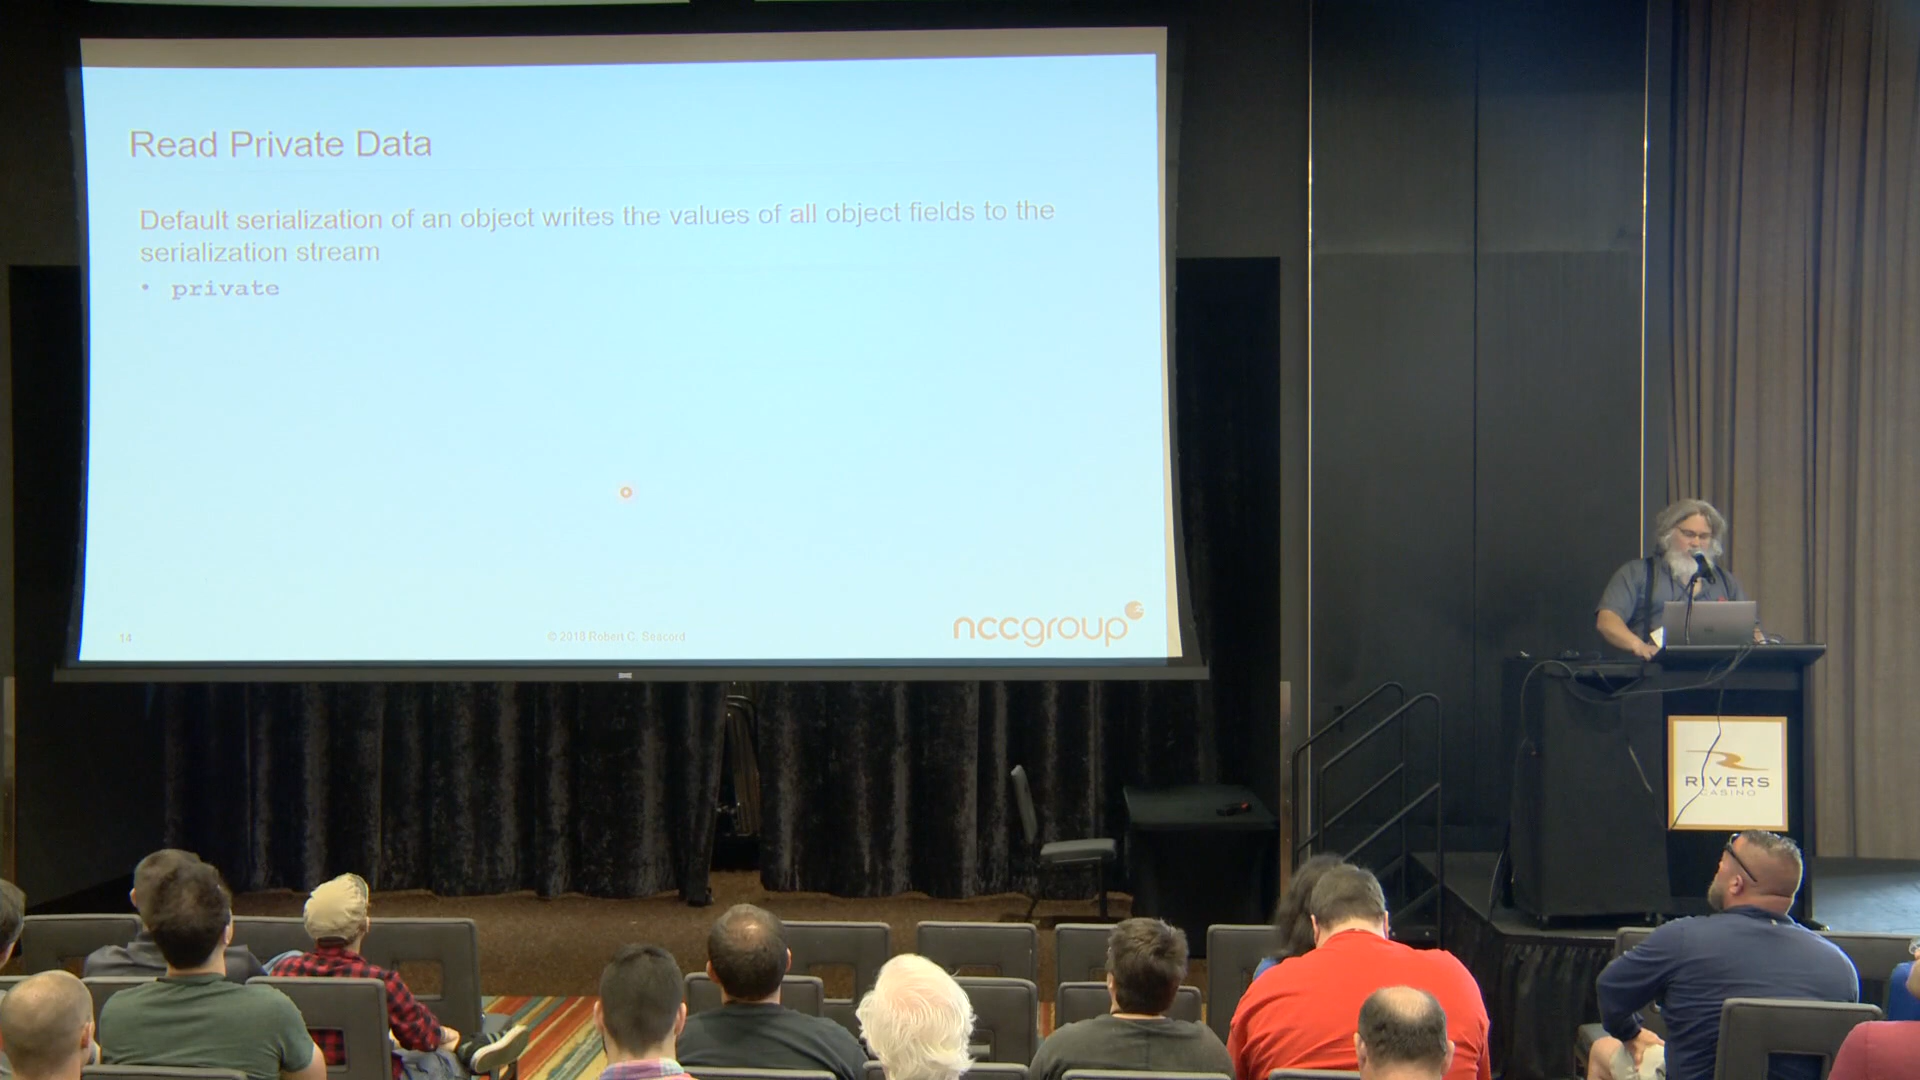 Read Private Data
Default serialization of an object writes the values of all object fields to the
serialization stream
• private
14
© 2018 Robert C. Seacord
nccgroup
RIVERS
CASINO